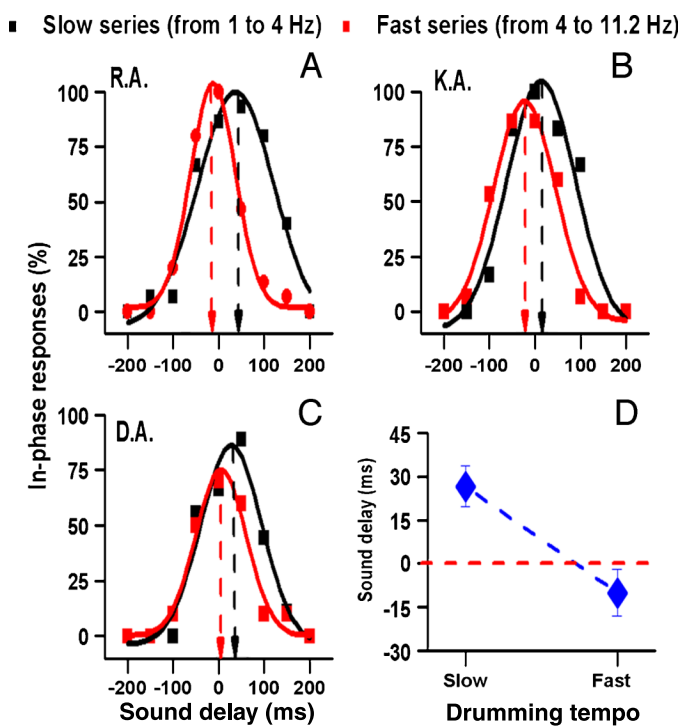 Slow series (from 1 to 4 Hz) Fast series (from 4 to 11.2 Hz)
R.A. A
K.A. B
100
75
50
25
0
-200 -100 0 100 200
100
75
50
25
0
-200 -100 0 100 200
In-phase responses (%)
D.A. C
100
75
50
25
0
-200 -100 0 100 200
Sound delay (ms)
D
Sound delay (ms)
45
30
15
0
-15
-30
Slow Fast
Drumming tempo